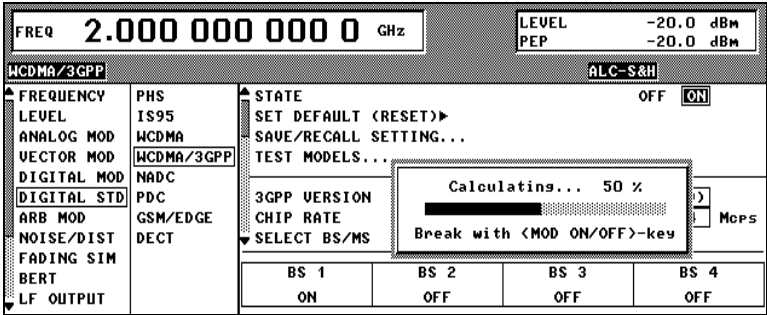 FREQ 2.000 000 000 0 GHz
LEVEL -20.0 dBm
PEP -20.0 dBm
WCDMA/3GPP
ALC-S&H
FREQUENCY
LEVEL
ANALOG MOD
VECTOR MOD
DIGITAL MOD
DIGITAL STD
ARB MOD
NOISE/DIST
FADING SIM
BERT
LF OUTPUT
PHS
IS95
WCDMA
WCDMA/3GPP
NADC
PDC
GSM/EDGE
DECT
STATE OFF ON
SET DEFAULT (RESET)▶
SAVE/RECALL SETTING...
TEST MODELS...
3GPP VERSION )
CHIP RATE Mcps
SELECT BS/MS
Calculating... 50 %
Break with <MOD ON/OFF>-key
BS 1 BS 2 BS 3 BS 4
ON OFF OFF OFF